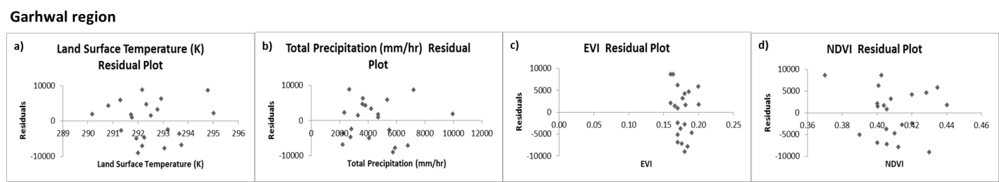 Garhwal region
a)
Land Surface Temperature (K)
Residual Plot
10000
0
-10000
289 290 291 292 293 294 295 296
Residuals
Land Surface Temperature (K)
b)
Total Precipitation (mm/hr) Residual
Plot
10000
0
-10000
0 2000 4000 6000 8000 10000 12000
Residuals
Total Precipitation (mm/hr)
c)
EVI Residual Plot
10000
5000
0
-5000
-10000
0.00 0.05 0.10 0.15 0.20 0.25
Residuals
EVI
d)
NDVI Residual Plot
10000
5000
0
-5000
-10000
0.36 0.38 0.40 0.42 0.44 0.46
Residuals
NDVI